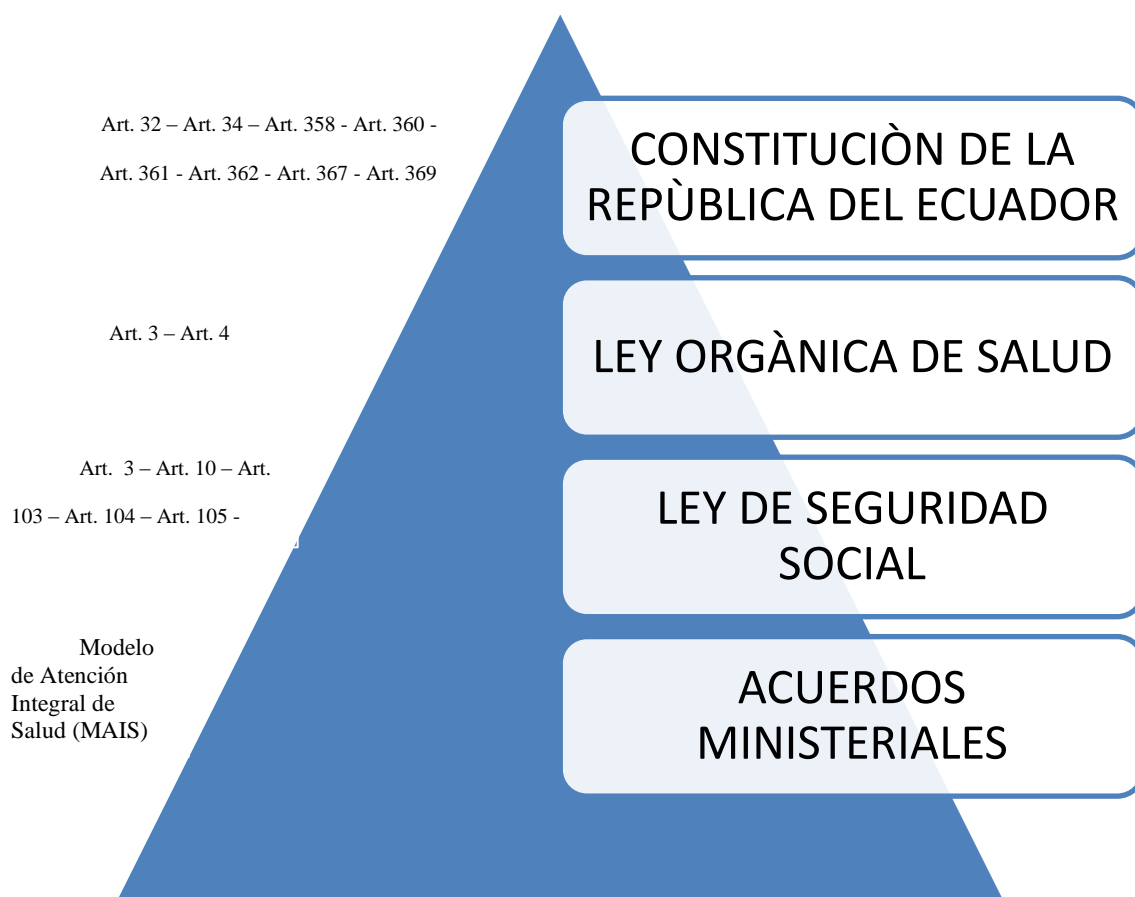 Art. 32 – Art. 34 – Art. 358 - Art. 360 -
Art. 361 - Art. 362 - Art. 367 - Art. 369
CONSTITUCIÒN DE LA
REPÙBLICA DEL ECUADOR
Art. 3 – Art. 4
LEY ORGÀNICA DE SALUD
Art.  3 – Art. 10 – Art.
103 – Art. 104 – Art. 105 -
LEY DE SEGURIDAD
SOCIAL
Modelo
de Atención
Integral de
Salud (MAIS)
ACUERDOS
MINISTERIALES